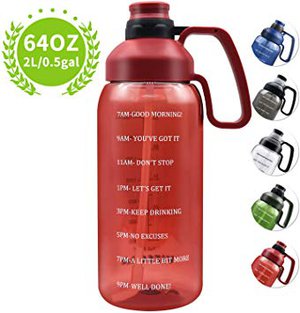 64OZ
2L/0.5gal
7AM-GOOD MORNING!
9AM- YOU'VE GOT IT
11AM- DON'T STOP
1PM- LET'S GET IT
3PM-KEEP DRINKING
5PM-NO EXCUSES
7PM-A LITTLE BIT MORE!
9PM-WELL DONE!